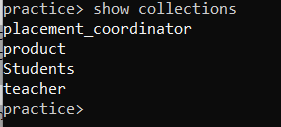 practice> show collections
placement_coordinator
product
Students
teacher
practice>